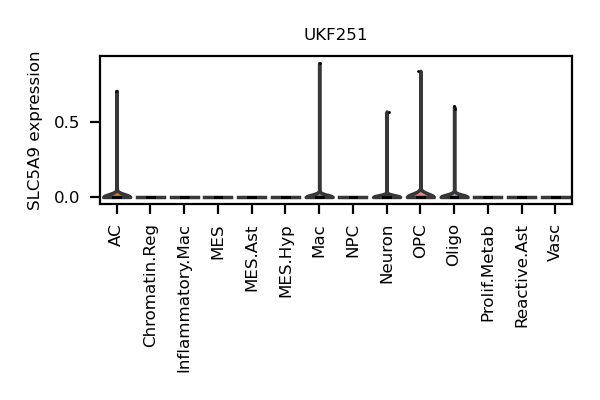 UKF251
SLC5A9 expression
0.5
0.0
AC
Chromatin.Reg
Inflammatory.Mac
MES
MES.Ast
MES.Hyp
Mac
NPC
Neuron
OPC
Oligo
Prolif.Metab
Reactive.Ast
Vasc